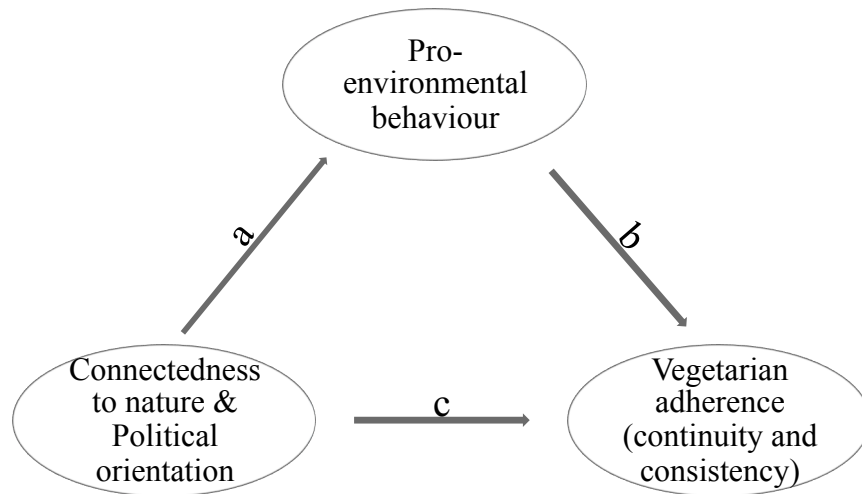 Pro-
environmental
behaviour
a
b
Connectedness
to nature &
Political
orientation
c
Vegetarian
adherence
(continuity and
consistency)